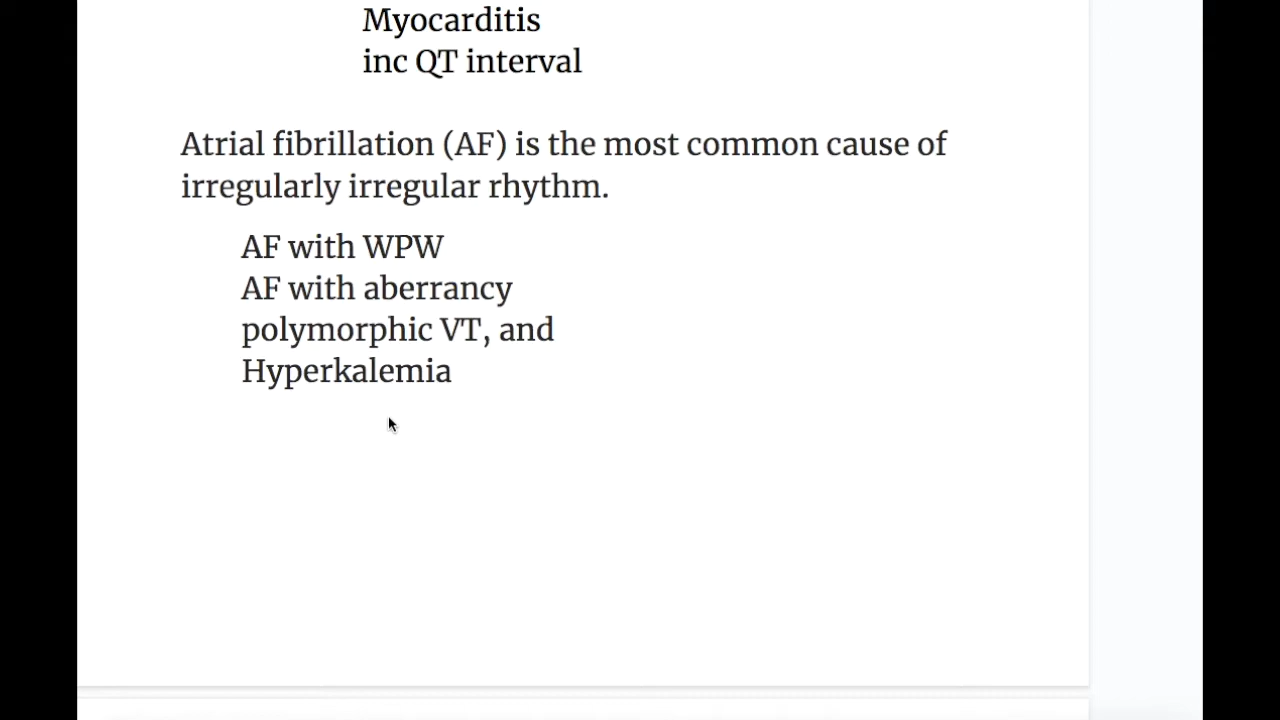 Myocarditis
inc QT interval
Atrial fibrillation (AF) is the most common cause of
irregularly irregular rhythm.
AF with WPW
AF with aberrancy
polymorphic VT, and
Hyperkalemia